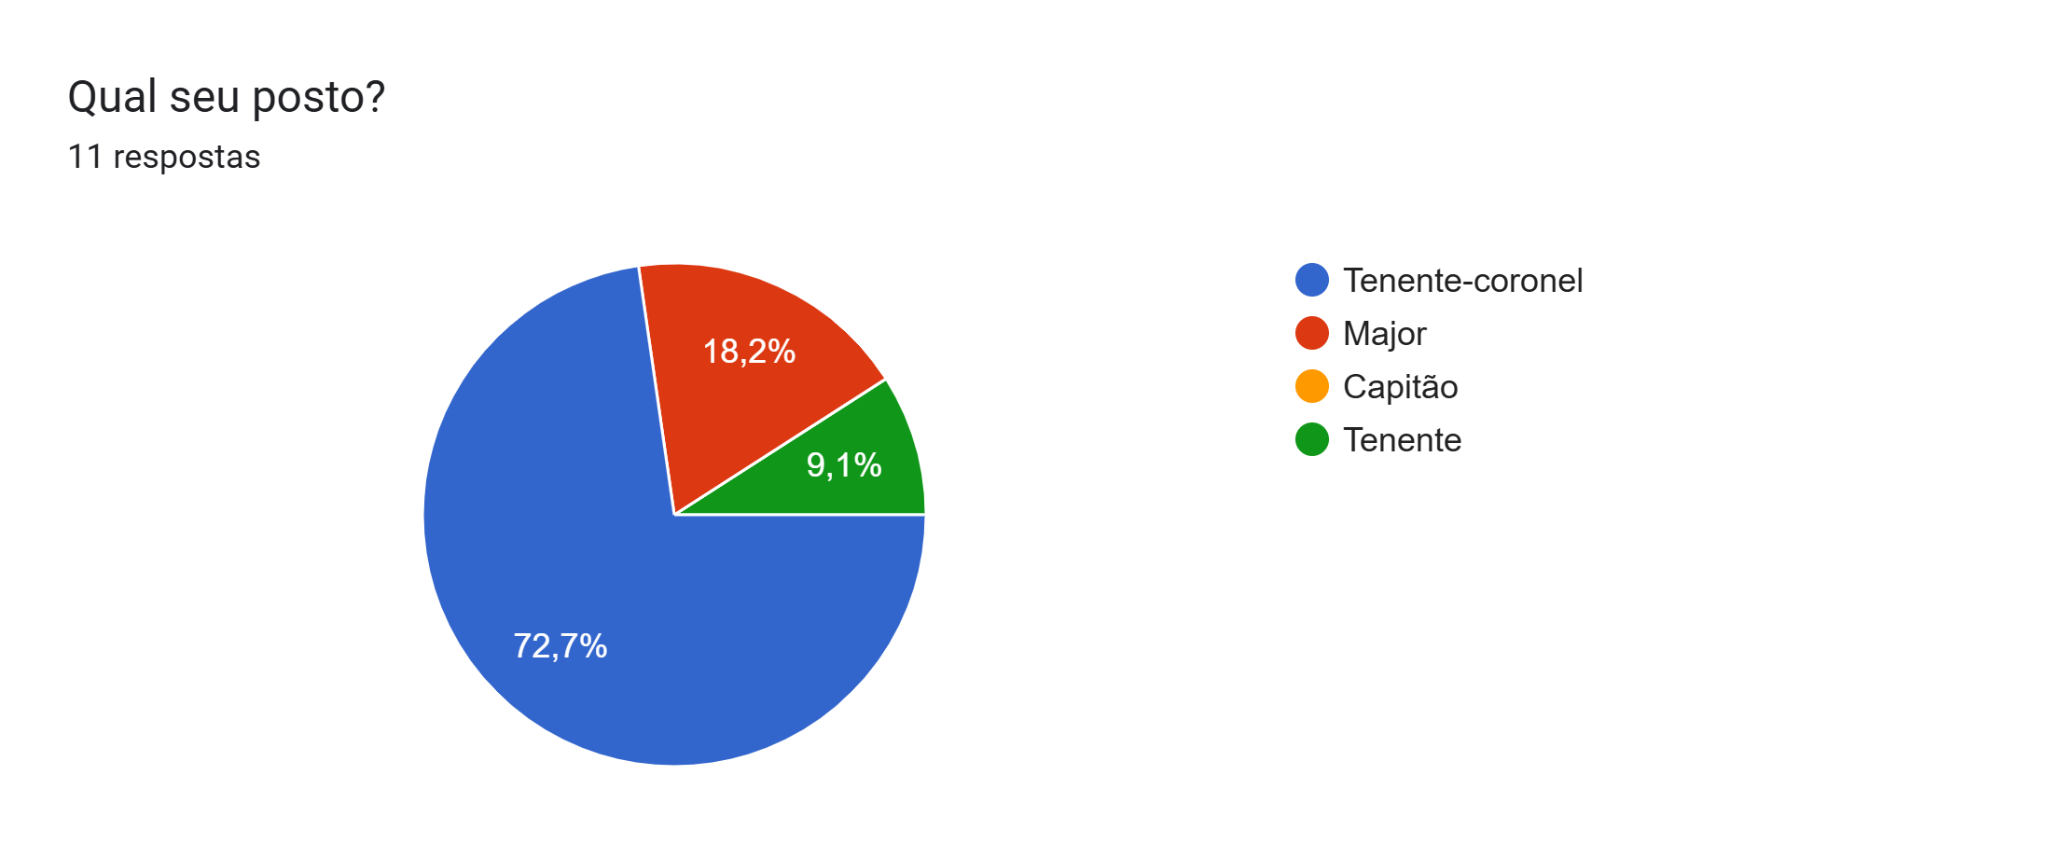 Qual seu posto?
11 respostas
18,2%
9,1%
72,7%
Tenente-coronel
Major
Capitão
Tenente